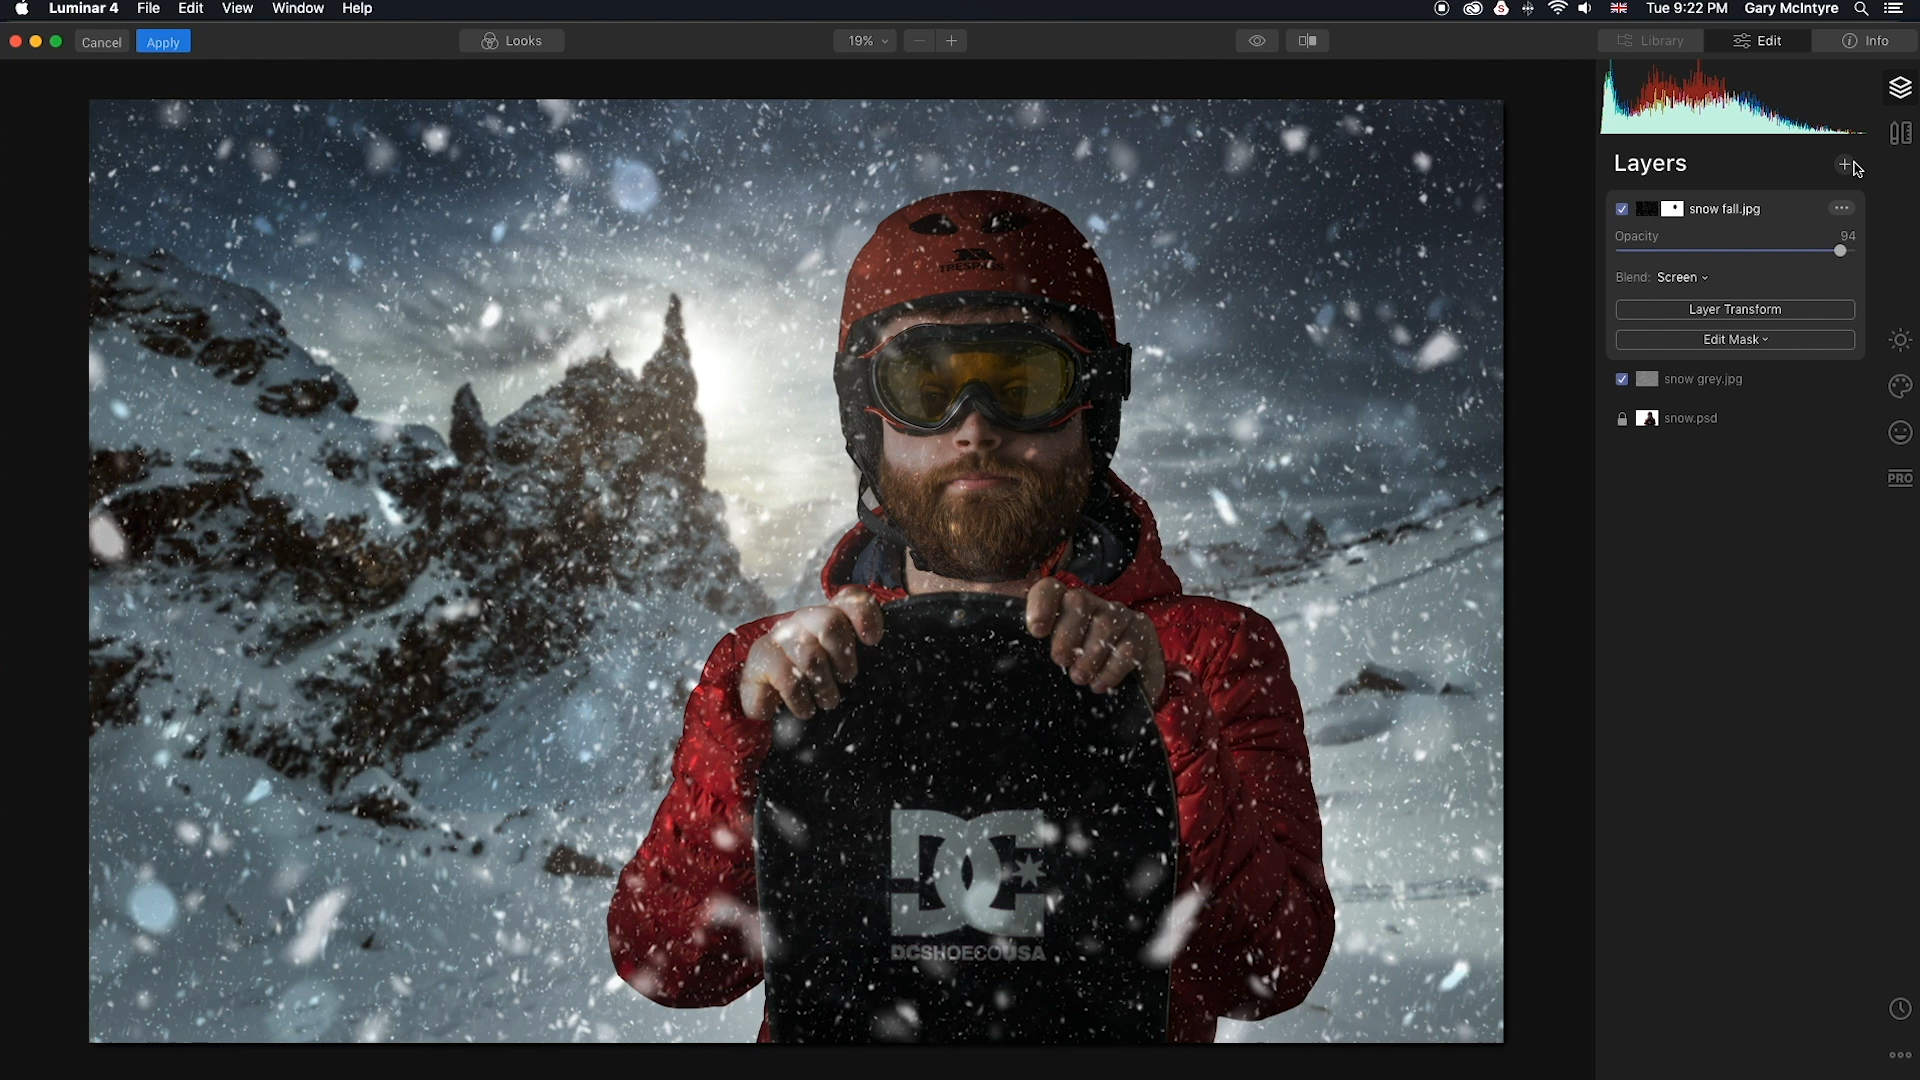 Luminar 4 File Edit View Window Help Tue 9:22 PM Gary McIntyre
Cancel Apply Looks 19% Library Edit Info
Layers
snow fall.jpg
Opacity 94
Blend: Screen
Layer Transform
Edit Mask
snow grey.jpg
snow.psd
PRO
TRESPASS
DC
DCSHOECOUSA